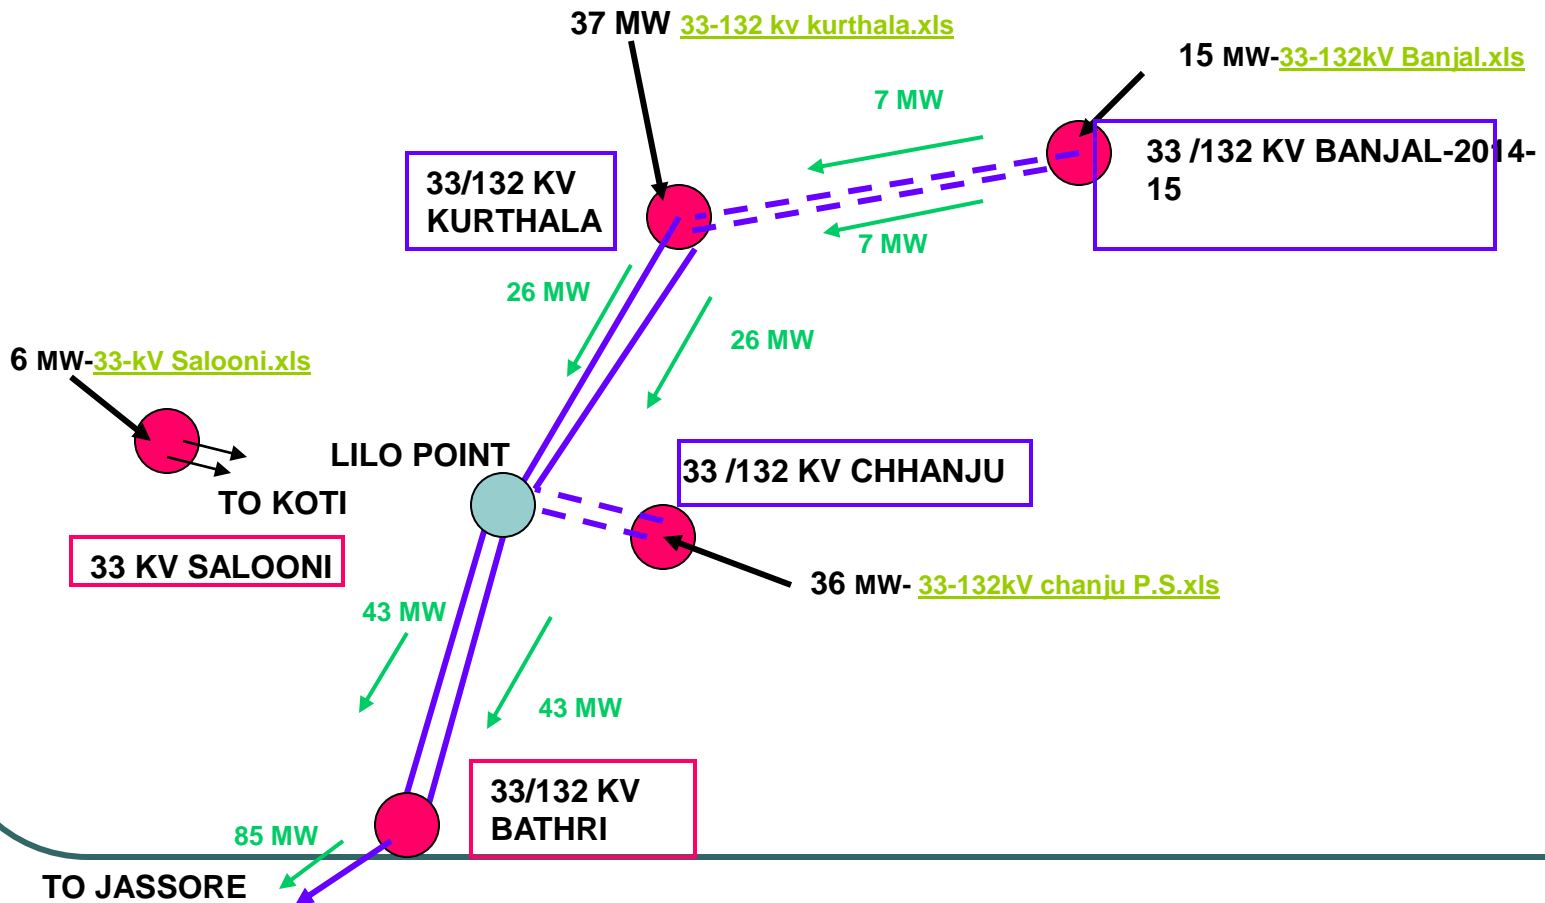 37 MW 33-132 kv kurthala.xls
15 MW-33-132kV Banjal.xls
7 MW
33 /132 KV BANJAL-2014-
15
33/132 KV
KURTHALA
7 MW
26 MW
26 MW
6 MW-33-kV Salooni.xls
LILO POINT
33 /132 KV CHHANJU
TO KOTI
33 KV SALOONI
36 MW- 33-132kV chanju P.S.xls
43 MW
43 MW
33/132 KV
BATHRI
85 MW
TO JASSORE